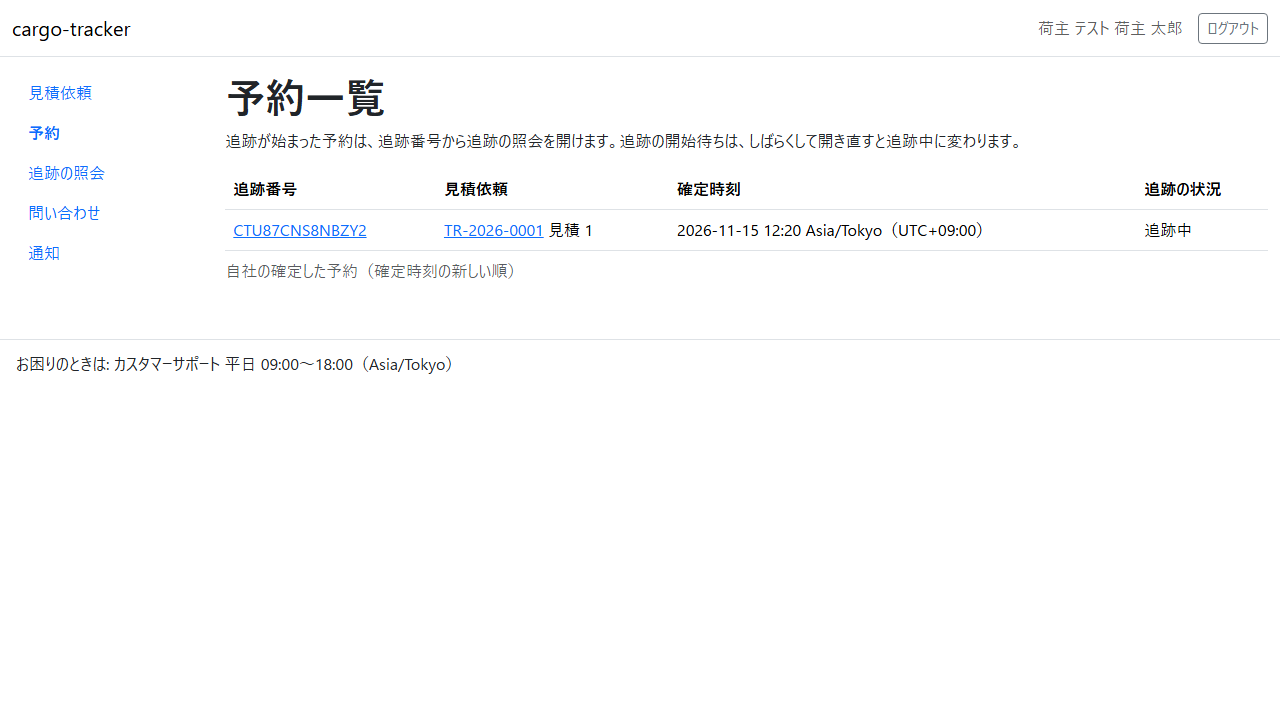 cargo-tracker
荷主 テスト 荷主 太郎
ログアウト
見積依頼
予約
追跡の照会
問い合わせ
通知
予約一覧
追跡が始まった予約は、追跡番号から追跡の照会を開けます。追跡の開始待ちは、しばらくして開き直すと追跡中に変わります。
追跡番号 見積依頼 確定時刻 追跡の状況
CTU87CNS8NBZY2 TR-2026-0001 見積 1 2026-11-15 12:20 Asia/Tokyo（UTC+09:00） 追跡中
自社の確定した予約（確定時刻の新しい順）
お困りのときは: カスタマーサポート 平日 09:00～18:00（Asia/Tokyo）